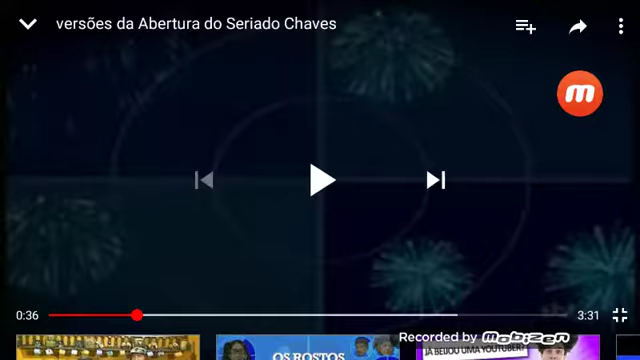 versões da Abertura do Seriado Chaves
m
0:36
3:31
Recorded by Mobizen
OS ROSTOS
JÁ BEIJOU UMA YOUTUBER?